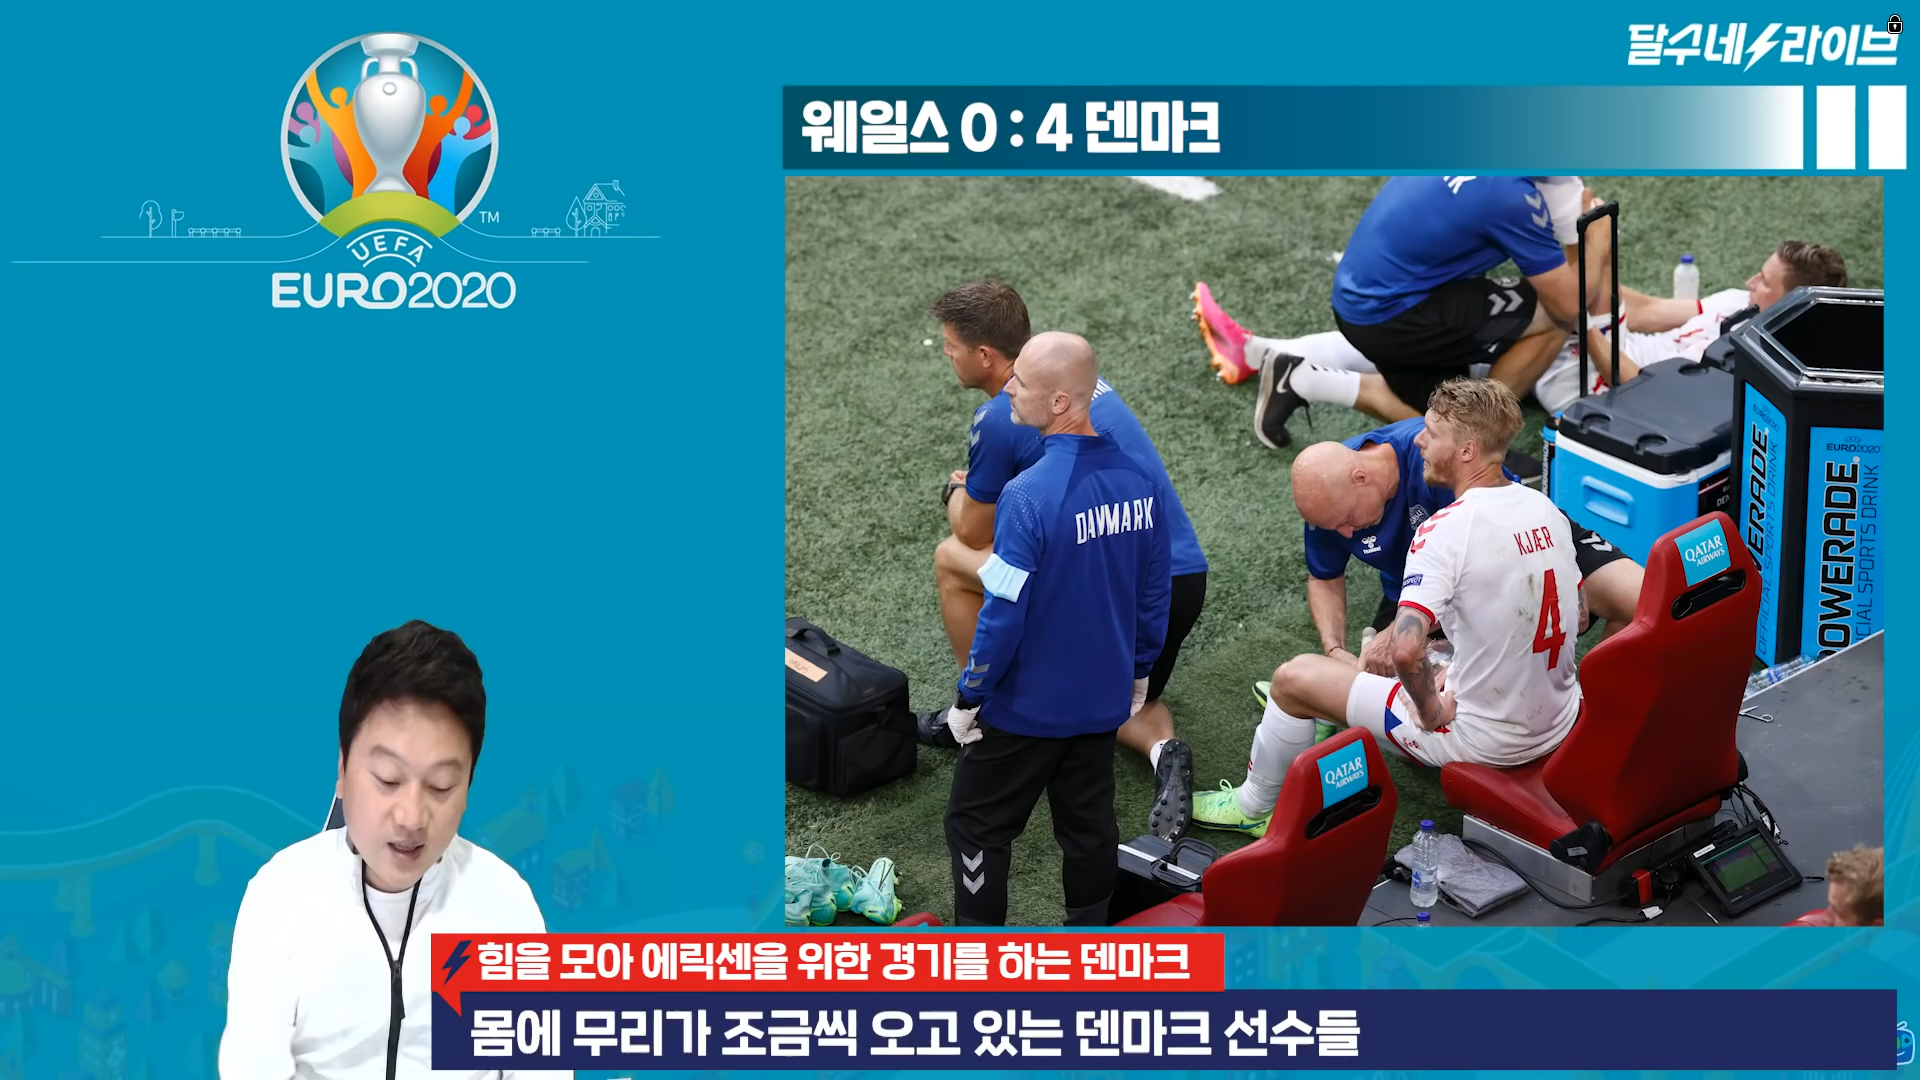 달수네라이브
웨일스 0 : 4 덴마크
TM
UEFA
EURO2020
DANMARK
KJÆR
4
QATAR
AIRWAYS
QATAR
AIRWAYS
EURO2020
POWERADE
OFFICIAL SPORTS DRINK
힘을 모아 에릭센을 위한 경기를 하는 덴마크
몸에 무리가 조금씩 오고 있는 덴마크 선수들